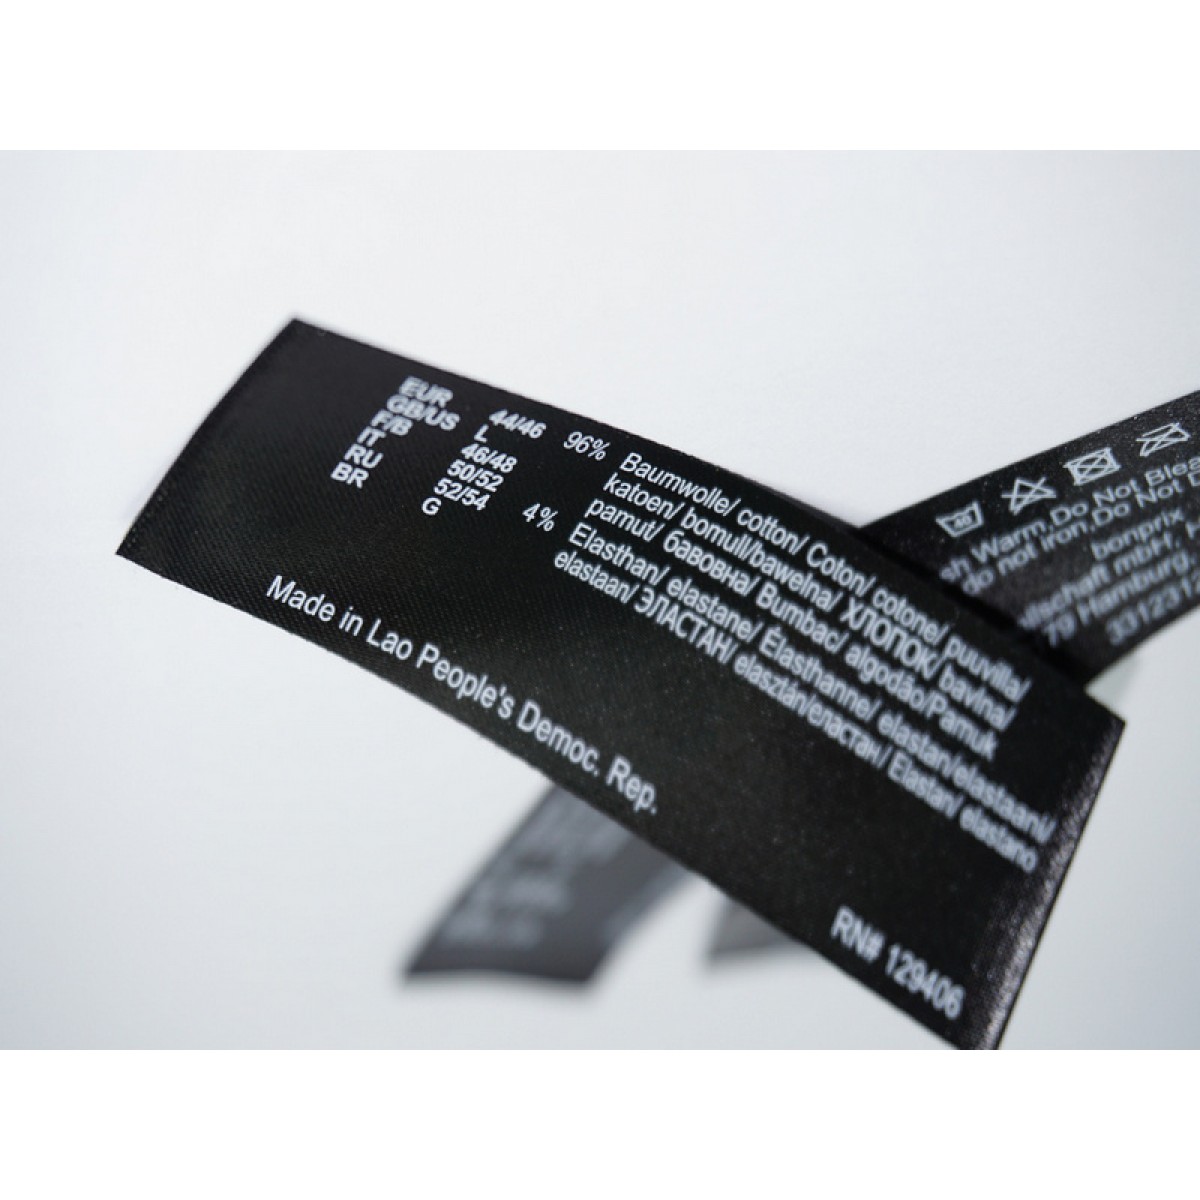 EUR 44/46
GB/US L
F/B 46/48
IT 50/52
RU 52/54
BR G
96% Baumwolle/ cotton/ Coton/ cotone/ puuvilla/
katoen/ bomull/bawełna/ ХЛОПОК/ bavlna/
pamut/ бавовна/ Bumbac/ algodão/Pamuk
4% Elasthan/ elastane/ Élasthanne/ elastan/elastaani/
elastaan/ ЭЛАСТАН/ elasztán/еластан/ Elastan/ elastano
Made in Lao People's Democ. Rep.
RN# 129406
40
Warm,Do Not
do not iron,Do Not
bonprix
mbH,
Hamburg,